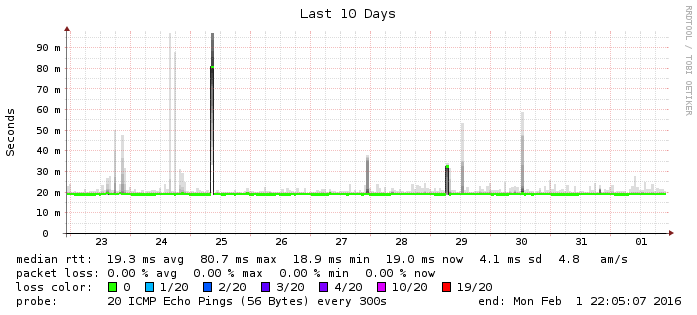 Last 10 Days
RRDTOOL / TOBI OETIKER
Seconds
90 m
80 m
70 m
60 m
50 m
40 m
30 m
20 m
10 m
0
23 24 25 26 27 28 29 30 31 01
median rtt: 19.3 ms avg 80.7 ms max 18.9 ms min 19.0 ms now 4.1 ms sd 4.8 am/s
packet loss: 0.00 % avg 0.00 % max 0.00 % min 0.00 % now
loss color: 0 1/20 2/20 3/20 4/20 10/20 19/20
probe: 20 ICMP Echo Pings (56 Bytes) every 300s end: Mon Feb 1 22:05:07 2016